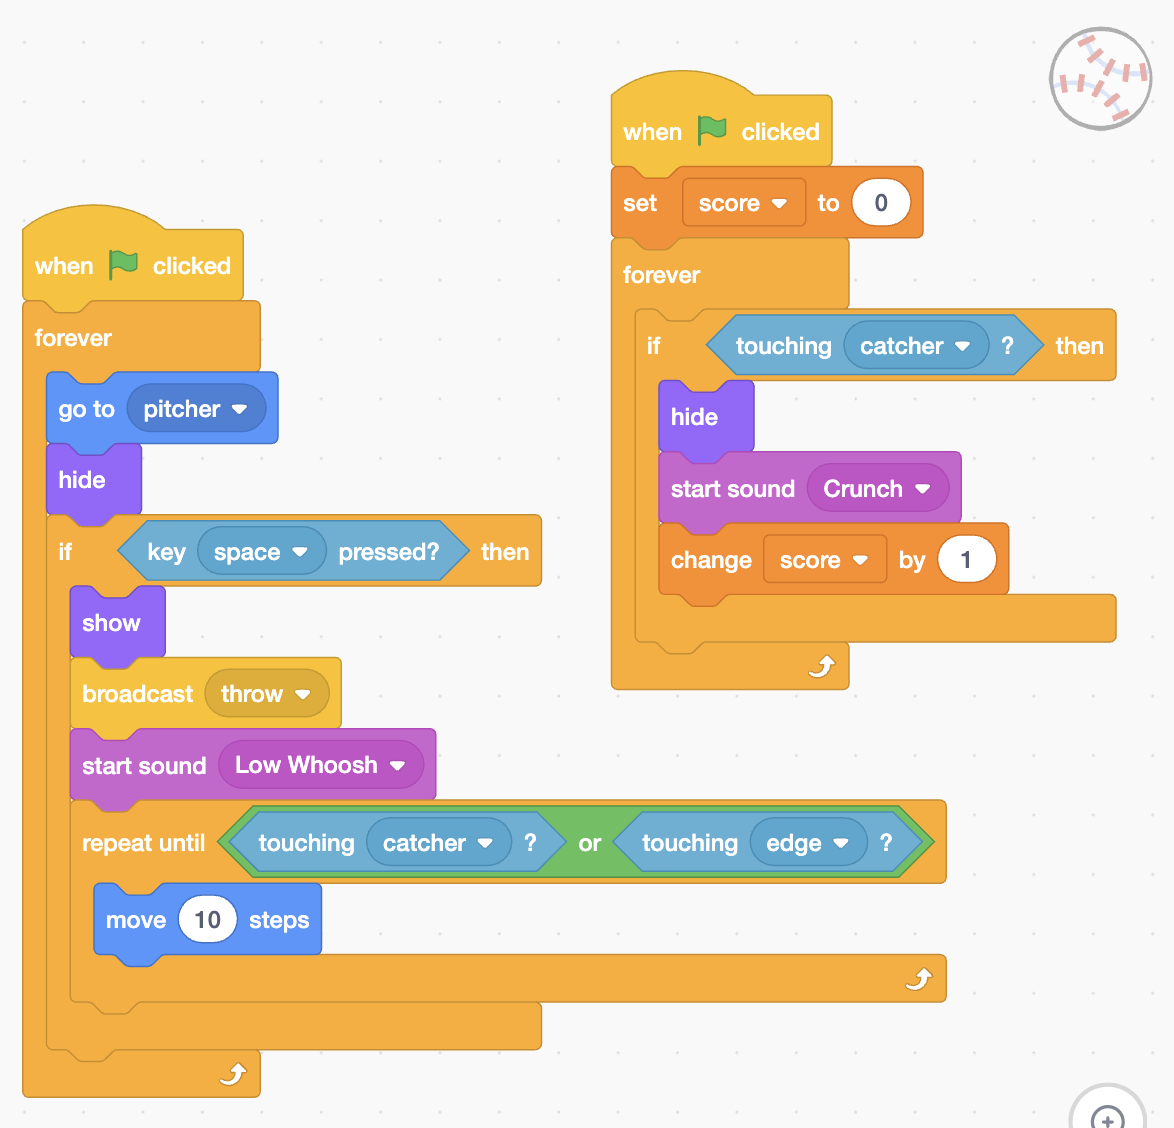 when clicked
forever
go to pitcher
hide
if key space pressed? then
show
broadcast throw
start sound Low Whoosh
repeat until touching catcher ? or touching edge ?
move 10 steps
when clicked
set score to 0
forever
if touching catcher ? then
hide
start sound Crunch
change score by 1